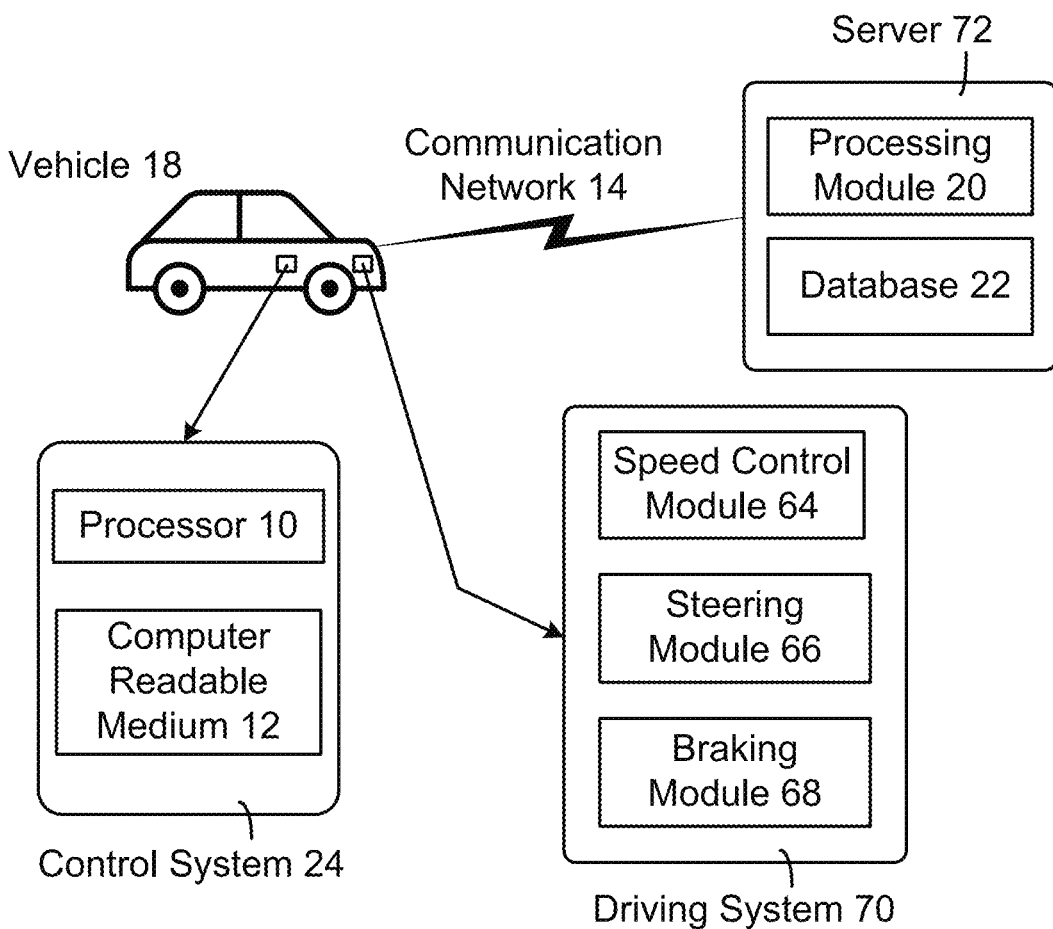 Server 72
Processing
Module 20
Database 22
Communication
Network 14
Vehicle 18
Processor 10
Computer
Readable
Medium 12
Control System 24
Speed Control
Module 64
Steering
Module 66
Braking
Module 68
Driving System 70